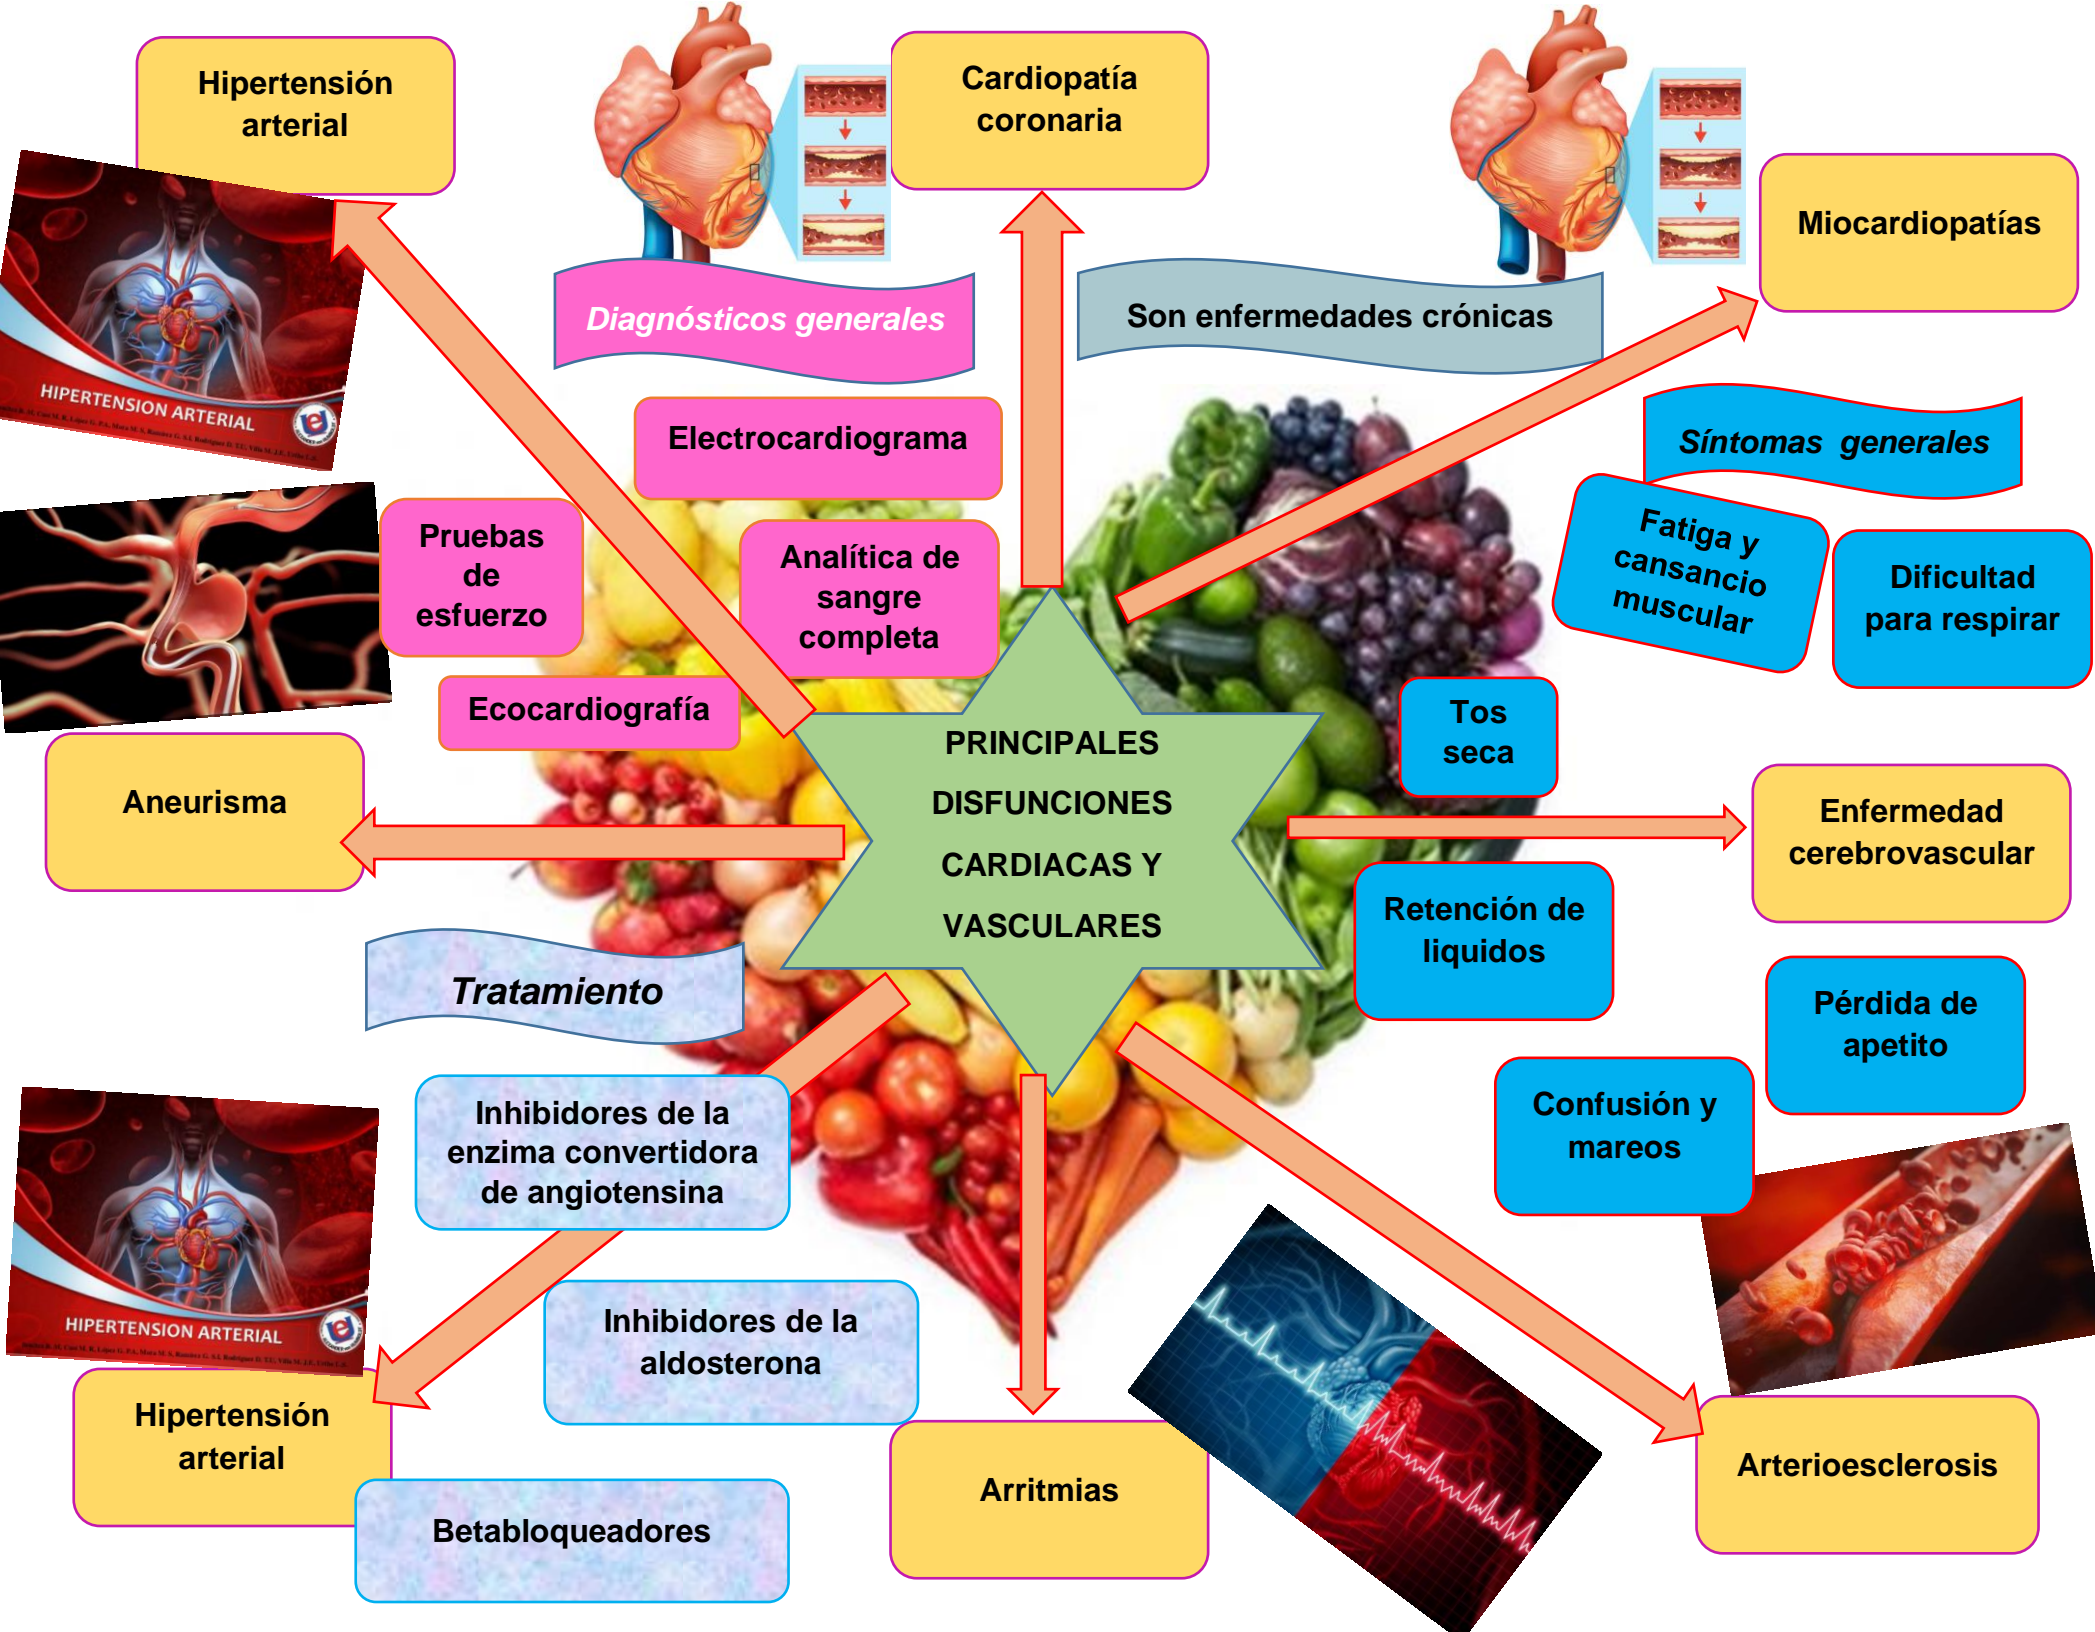 Hipertensión
arterial
Cardiopatía
coronaria
Miocardiopatías
Diagnósticos generales
Son enfermedades crónicas
HIPERTENSION ARTERIAL
Electrocardiograma
Síntomas  generales
Pruebas
de
esfuerzo
Analítica de
sangre
completa
Fatiga y
cansancio
muscular
Dificultad
para respirar
Ecocardiografía
Tos
seca
PRINCIPALES
DISFUNCIONES
CARDIACAS Y
VASCULARES
Aneurisma
Enfermedad
cerebrovascular
Retención de
liquidos
Tratamiento
Pérdida de
apetito
Confusión y
mareos
Inhibidores de la
enzima convertidora
de angiotensina
HIPERTENSION ARTERIAL
Inhibidores de la
aldosterona
Hipertensión
arterial
Arritmias
Arterioesclerosis
Betabloqueadores